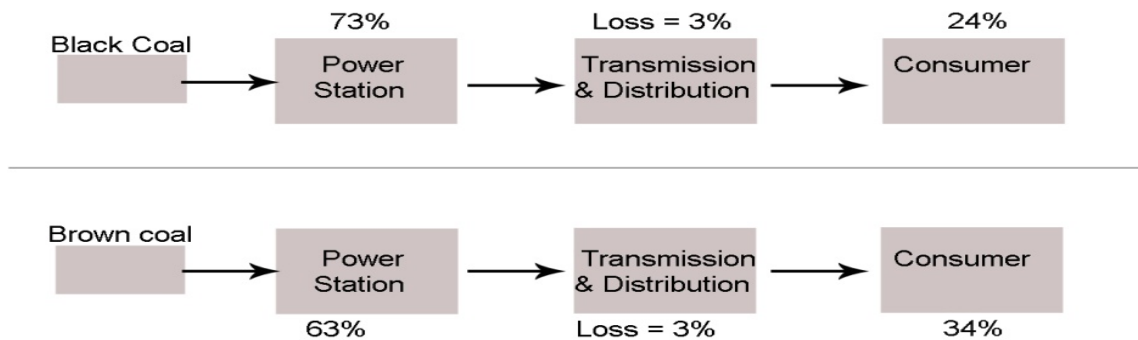 73%
Loss = 3%
24%
Black Coal
Power
Station
Transmission
& Distribution
Consumer
Brown coal
Power
Station
Transmission
& Distribution
Consumer
63%
Loss = 3%
34%